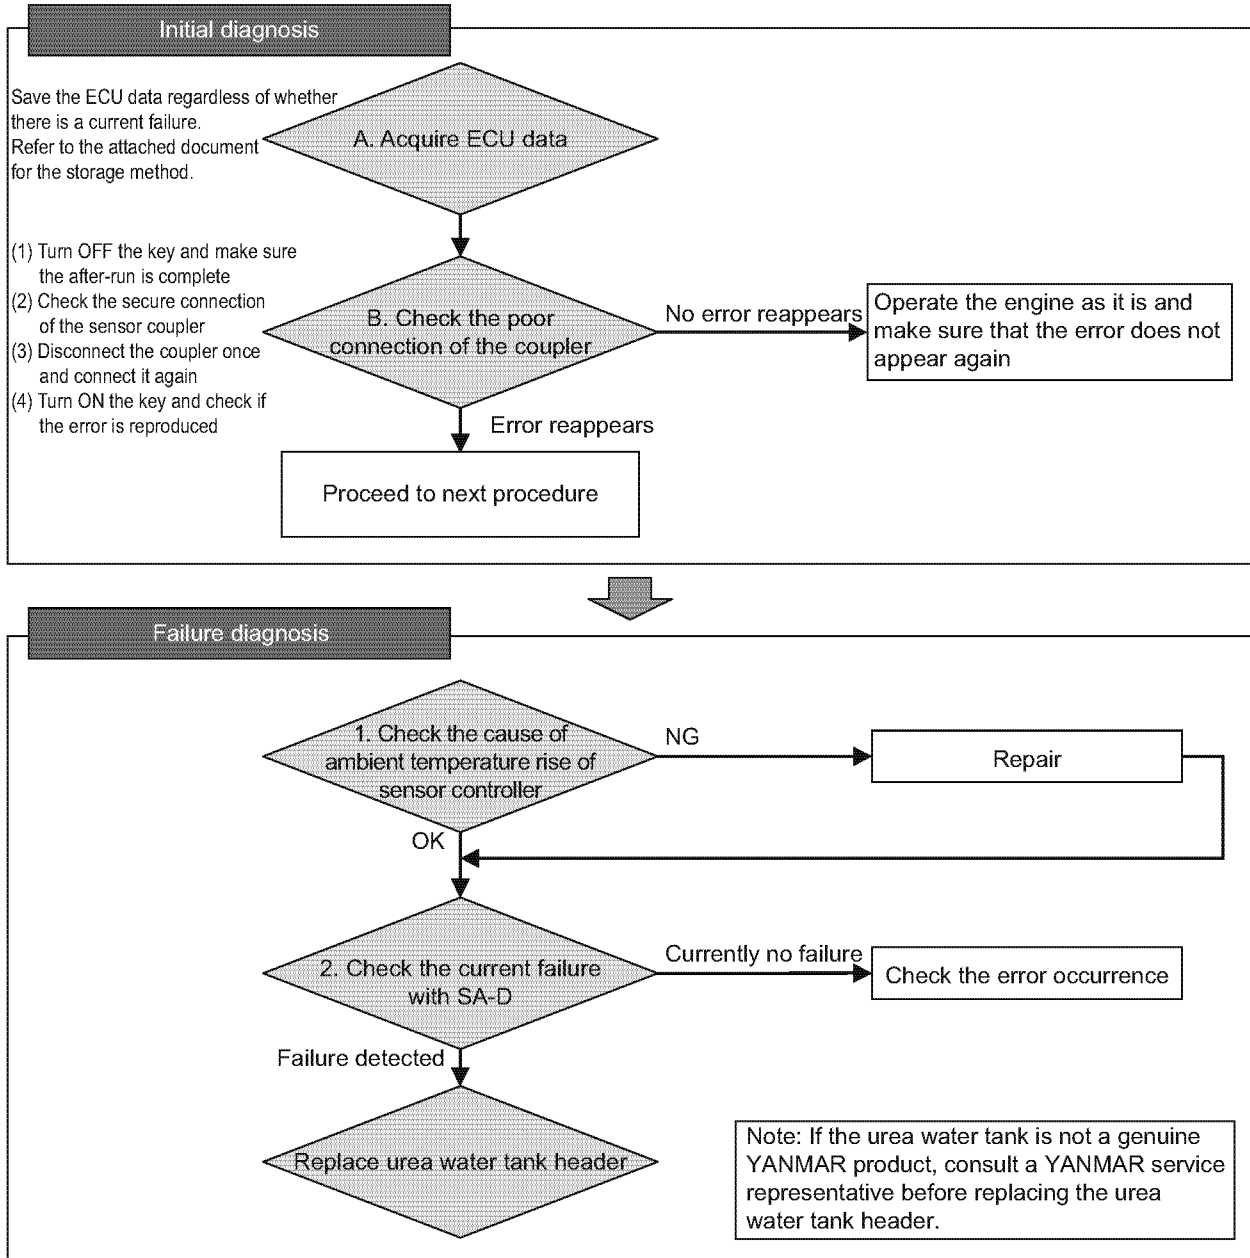 Initial diagnosis
Save the ECU data regardless of whether
there is a current failure.
Refer to the attached document
for the storage method.
A. Acquire ECU data
(1) Turn OFF the key and make sure
the after-run is complete
(2) Check the secure connection
of the sensor coupler
(3) Disconnect the coupler once
and connect it again
(4) Turn ON the key and check if
the error is reproduced
B. Check the poor
connection of the coupler
No error reappears
Operate the engine as it is and
make sure that the error does not
appear again
Error reappears
Proceed to next procedure
Failure diagnosis
1. Check the cause of
ambient temperature rise of
sensor controller
NG
Repair
OK
2. Check the current failure
with SA-D
Currently no failure
Check the error occurrence
Failure detected
Replace urea water tank header
Note: If the urea water tank is not a genuine
YANMAR product, consult a YANMAR service
representative before replacing the urea
water tank header.